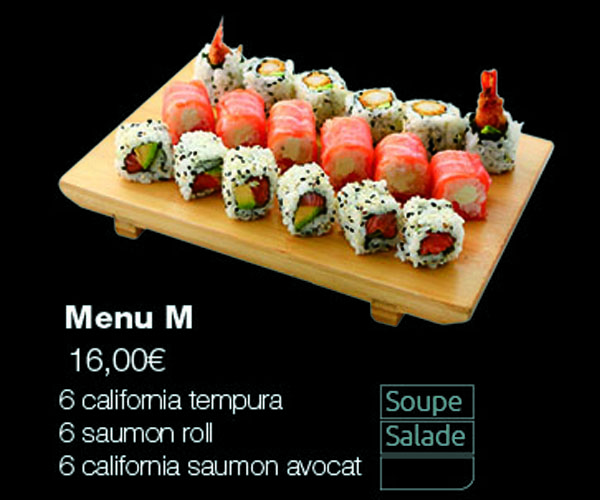 Menu M
16,00€
6 california tempura
6 saumon roll
6 california saumon avocat
Soupe
Salade